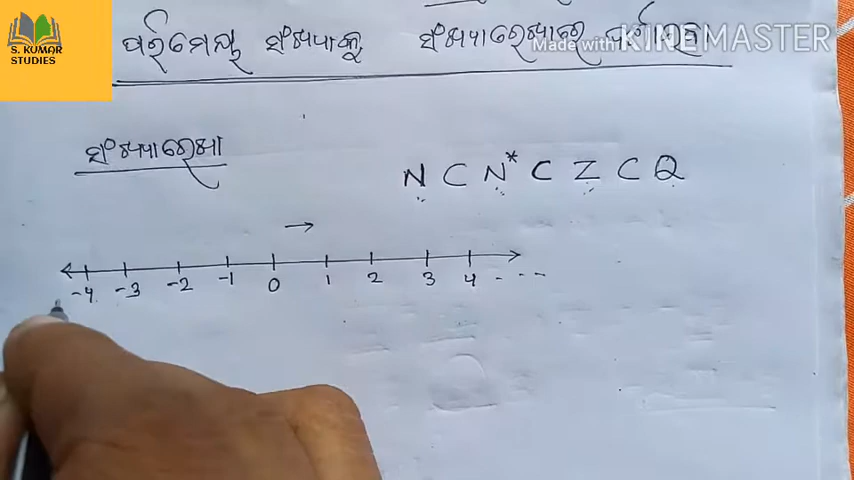 S. KUMAR
STUDIES
ପରିମେୟ ସଂଖ୍ୟାକୁ ସଂଖ୍ୟାରେଖାରେ
Made with KINEMASTER
ସଂଖ୍ୟାରେଖା
N ⊂ N* ⊂ Z ⊂ Q
→
-4 -3 -2 -1 0 1 2 3 4 - - -